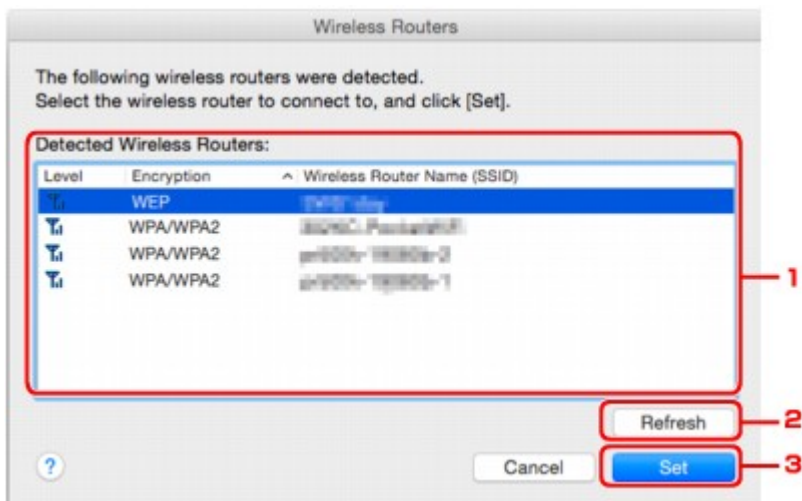 Wireless Routers
The following wireless routers were detected.
Select the wireless router to connect to, and click [Set].
Detected Wireless Routers:
Level Encryption Wireless Router Name (SSID)
WEP
WPA/WPA2
WPA/WPA2
WPA/WPA2
1
Refresh
2
?
Cancel
Set
3